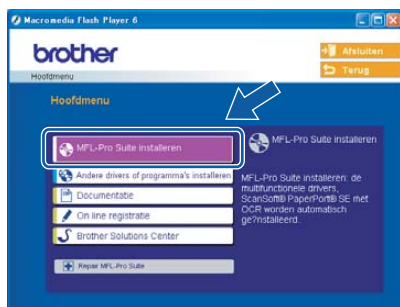 Macromedia Flash Player 6
brother
Afsluiten
Terug
Hoofdmenu
Hoofdmenu
MFL-Pro Suite installeren
Andere drivers of programma's installeren
Documentatie
On line registratie
Brother Solutions Center
Repair MFL-Pro Suite
MFL-Pro Suite installeren
MFL-Pro Suite installeren: de
multifunctionele drivers,
ScanSoft® PaperPort® SE met
OCR worden automatisch
ge?nstalleerd.